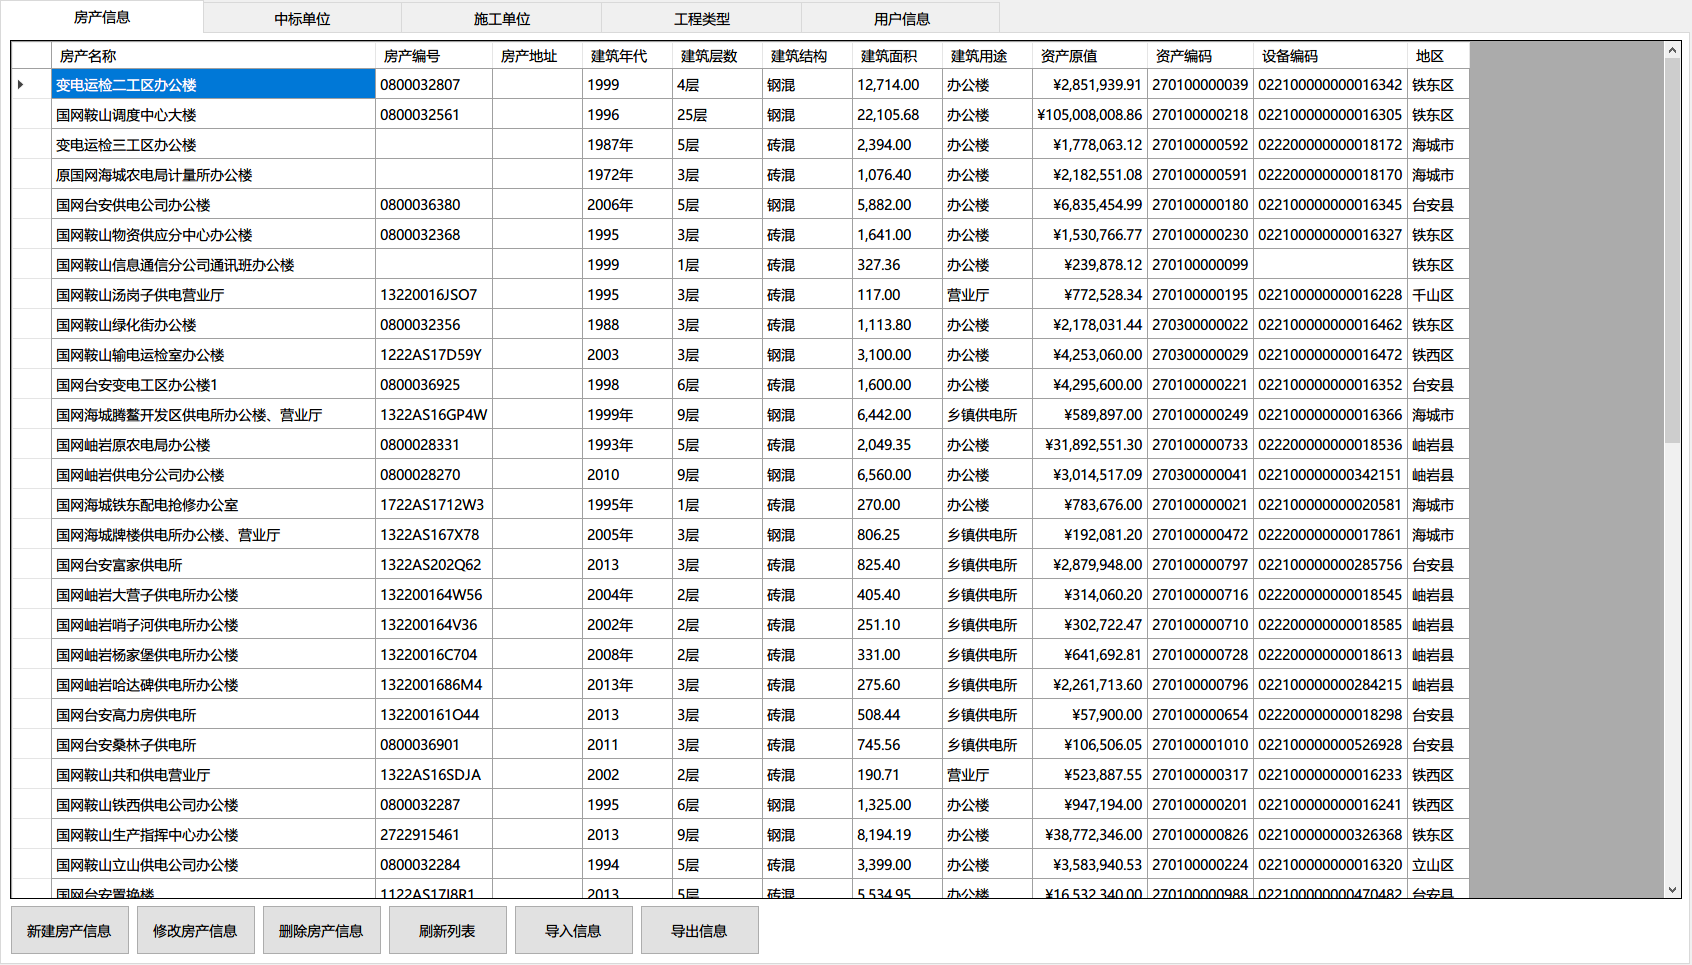 房产信息 中标单位 施工单位 工程类型 用户信息
房产名称 房产编号 房产地址 建筑年代 建筑层数 建筑结构 建筑面积 建筑用途 资产原值 资产编码 设备编码 地区
变电运检二工区办公楼 0800032807 1999 4层 钢混 12,714.00 办公楼 ¥2,851,939.91 270100000039 022100000000016342 铁东区
国网鞍山调度中心大楼 0800032561 1996 25层 钢混 22,105.68 办公楼 ¥105,008,008.86 270100000218 022100000000016305 铁东区
变电运检三工区办公楼 1987年 5层 砖混 2,394.00 办公楼 ¥1,778,063.12 270100000592 022200000000018172 海城市
原国网海城农电局计量所办公楼 1972年 3层 砖混 1,076.40 办公楼 ¥2,182,551.08 270100000591 022200000000018170 海城市
国网台安供电公司办公楼 0800036380 2006年 5层 钢混 5,882.00 办公楼 ¥6,835,454.99 270100000180 022100000000016345 台安县
国网鞍山物资供应分中心办公楼 0800032368 1995 3层 砖混 1,641.00 办公楼 ¥1,530,766.77 270100000230 022100000000016327 铁东区
国网鞍山信息通信分公司通讯班办公楼 1999 1层 砖混 327.36 办公楼 ¥239,878.12 270100000099 铁东区
国网鞍山汤岗子供电营业厅 13220016JSO7 1995 3层 砖混 117.00 营业厅 ¥772,528.34 270100000195 022100000000016228 千山区
国网鞍山绿化街办公楼 0800032356 1988 3层 砖混 1,113.80 办公楼 ¥2,178,031.44 270300000022 022100000000016462 铁东区
国网鞍山输电运检室办公楼 1222AS17D59Y 2003 3层 钢混 3,100.00 办公楼 ¥4,253,060.00 270300000029 022100000000016472 铁西区
国网台安变电工区办公楼1 0800036925 1998 6层 砖混 1,600.00 办公楼 ¥4,295,600.00 270100000221 022100000000016352 台安县
国网海城腾鳌开发区供电所办公楼、营业厅 1322AS16GP4W 1999年 9层 钢混 6,442.00 乡镇供电所 ¥589,897.00 270100000249 022100000000016366 海城市
国网岫岩原农电局办公楼 0800028331 1993年 5层 砖混 2,049.35 办公楼 ¥31,892,551.30 270100000733 022200000000018536 岫岩县
国网岫岩供电分公司办公楼 0800028270 2010 9层 钢混 6,560.00 办公楼 ¥3,014,517.09 270300000041 022100000000342151 岫岩县
国网海城铁东配电抢修办公室 1722AS1712W3 1995年 1层 砖混 270.00 办公楼 ¥783,676.00 270100000021 022100000000020581 海城市
国网海城牌楼供电所办公楼、营业厅 1322AS167X78 2005年 3层 钢混 806.25 乡镇供电所 ¥192,081.20 270100000472 022200000000017861 海城市
国网台安富家供电所 1322AS202Q62 2013 3层 砖混 825.40 乡镇供电所 ¥2,879,948.00 270100000797 022100000000285756 台安县
国网岫岩大营子供电所办公楼 132200164W56 2004年 2层 砖混 405.40 乡镇供电所 ¥314,060.20 270100000716 022200000000018545 岫岩县
国网岫岩哨子河供电所办公楼 132200164V36 2002年 2层 砖混 251.10 乡镇供电所 ¥302,722.47 270100000710 022200000000018585 岫岩县
国网岫岩杨家堡供电所办公楼 13220016C704 2008年 2层 砖混 331.00 乡镇供电所 ¥641,692.81 270100000728 022200000000018613 岫岩县
国网岫岩哈达碑供电所办公楼 1322001686M4 2013年 3层 砖混 275.60 乡镇供电所 ¥2,261,713.60 270100000796 022100000000284215 岫岩县
国网台安高力房供电所 132200161O44 2013 3层 砖混 508.44 乡镇供电所 ¥57,900.00 270100000654 022200000000018298 台安县
国网台安桑林子供电所 0800036901 2011 3层 砖混 745.56 乡镇供电所 ¥106,506.05 270100001010 022100000000526928 台安县
国网鞍山共和供电营业厅 1322AS16SDJA 2002 2层 砖混 190.71 营业厅 ¥523,887.55 270100000317 022100000000016233 铁西区
国网鞍山铁西供电公司办公楼 0800032287 1995 6层 钢混 1,325.00 办公楼 ¥947,194.00 270100000201 022100000000016241 铁西区
国网鞍山生产指挥中心办公楼 2722915461 2013 9层 钢混 8,194.19 办公楼 ¥38,772,346.00 270100000826 022100000000326368 铁东区
国网鞍山立山供电公司办公楼 0800032284 1994 5层 砖混 3,399.00 办公楼 ¥3,583,940.53 270100000224 022100000000016320 立山区
国网台安置换楼 1122AS17J8R1 2013 5层 砖混 5,534.95 办公楼 ¥16,532,340.00 270100000988 022100000000470482 台安县
新建房产信息 修改房产信息 删除房产信息 刷新列表 导入信息 导出信息